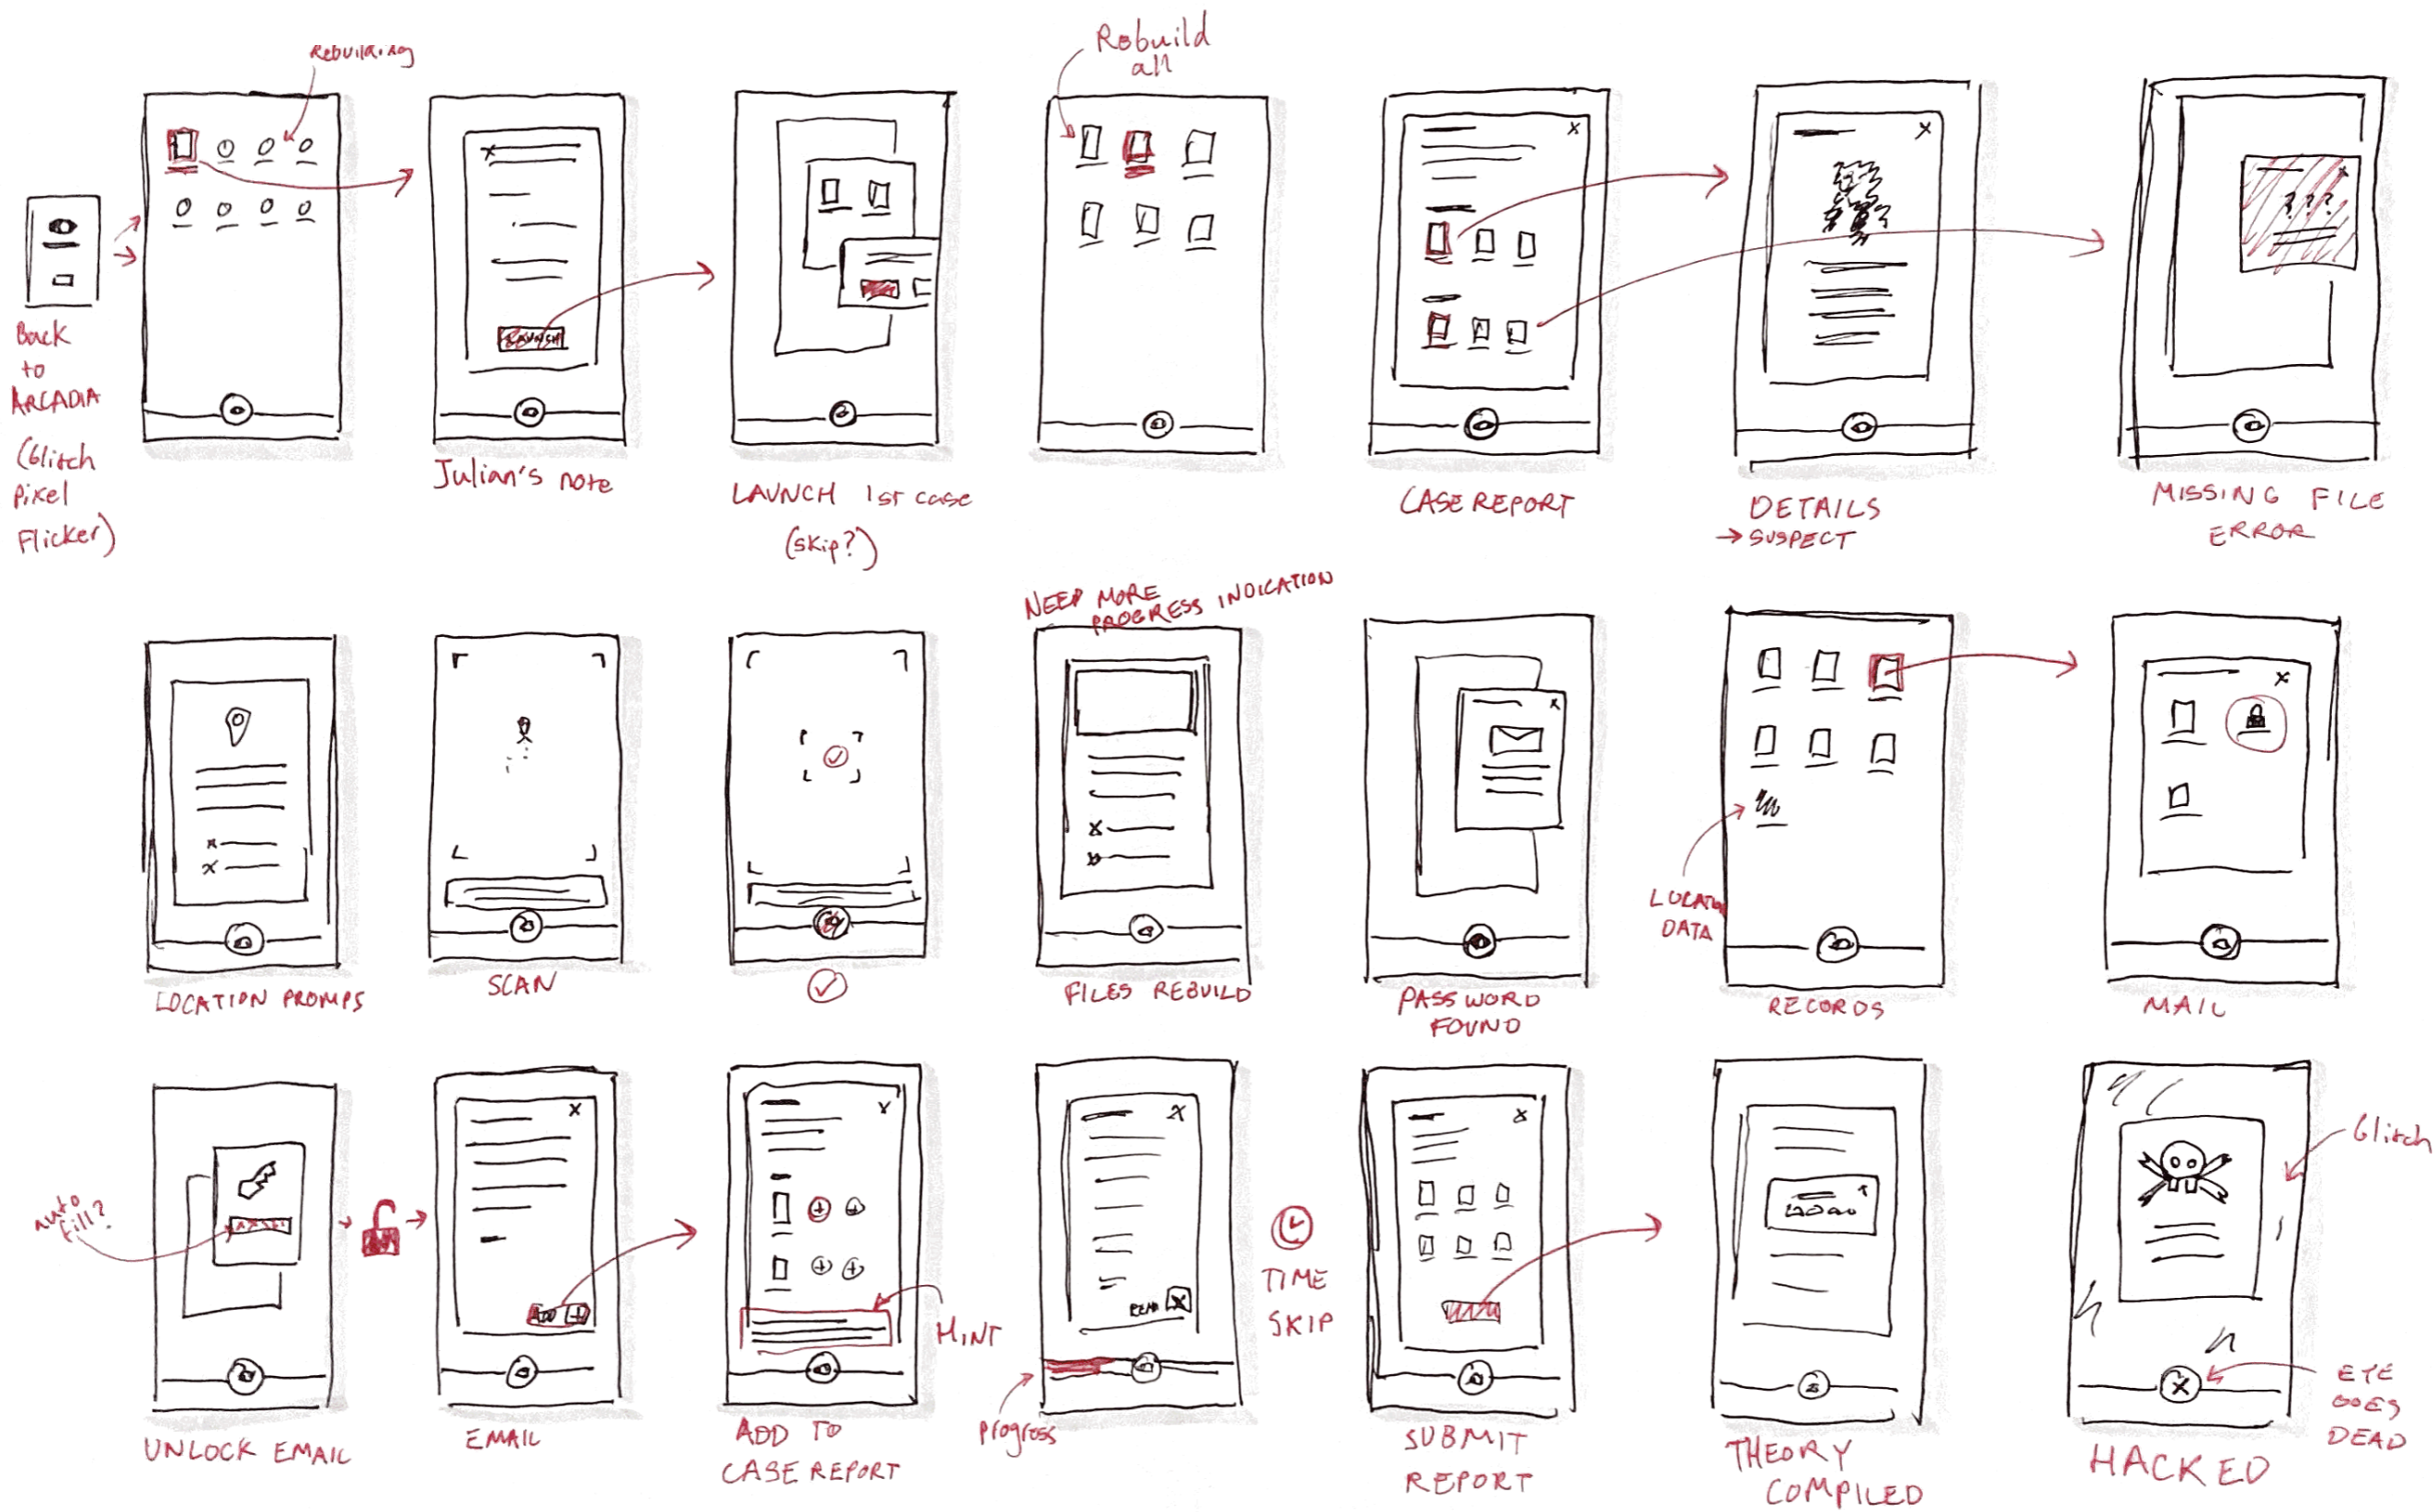 Rebuilding
Rebuild
all
Back
to
ARCADIA
(Glitch
pixel
Flicker)
LAUNCH
Julian's note
LAUNCH 1st case
(skip?)
CASE REPORT
DETAILS
→ SUSPECT
???
MISSING FILE
ERROR
NEED MORE
PROGRESS INDICATION
LOCATION PROMPS
SCAN
FILES REBUILD
PASSWORD
FOUND
LOCATION
DATA
RECORDS
MAIL
Auto
fill?
UNLOCK EMAIL
ADD +
EMAIL
HINT
ADD TO
CASE REPORT
READ
Progress
TIME
SKIP
SUBMIT
REPORT
THEORY
COMPILED
Glitch
EYE
GOES
DEAD
HACKED